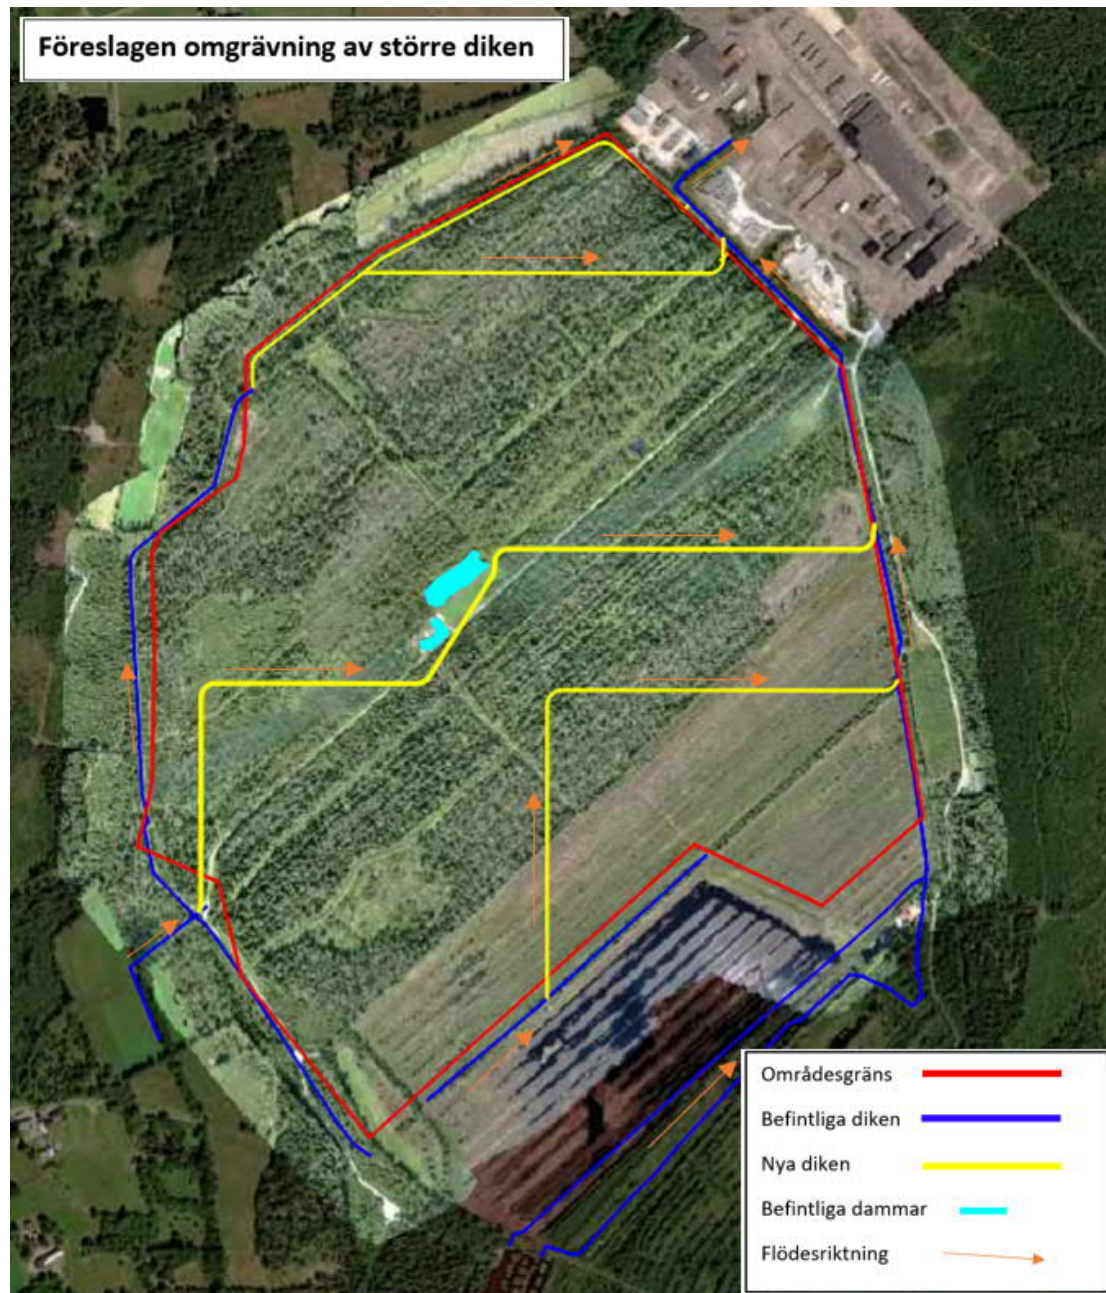 Föreslagen omgrävning av större diken
Områdesgräns
Befintliga diken
Nya diken
Befintliga dammar
Flödesriktning